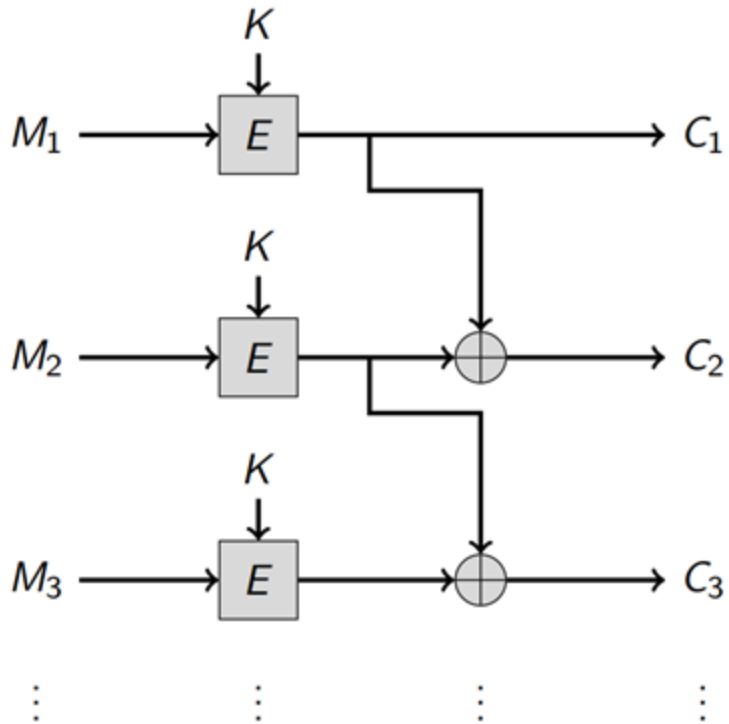 K
M₁ E C₁
K
M₂ E C₂
K
M₃ E C₃
⋮ ⋮ ⋮ ⋮